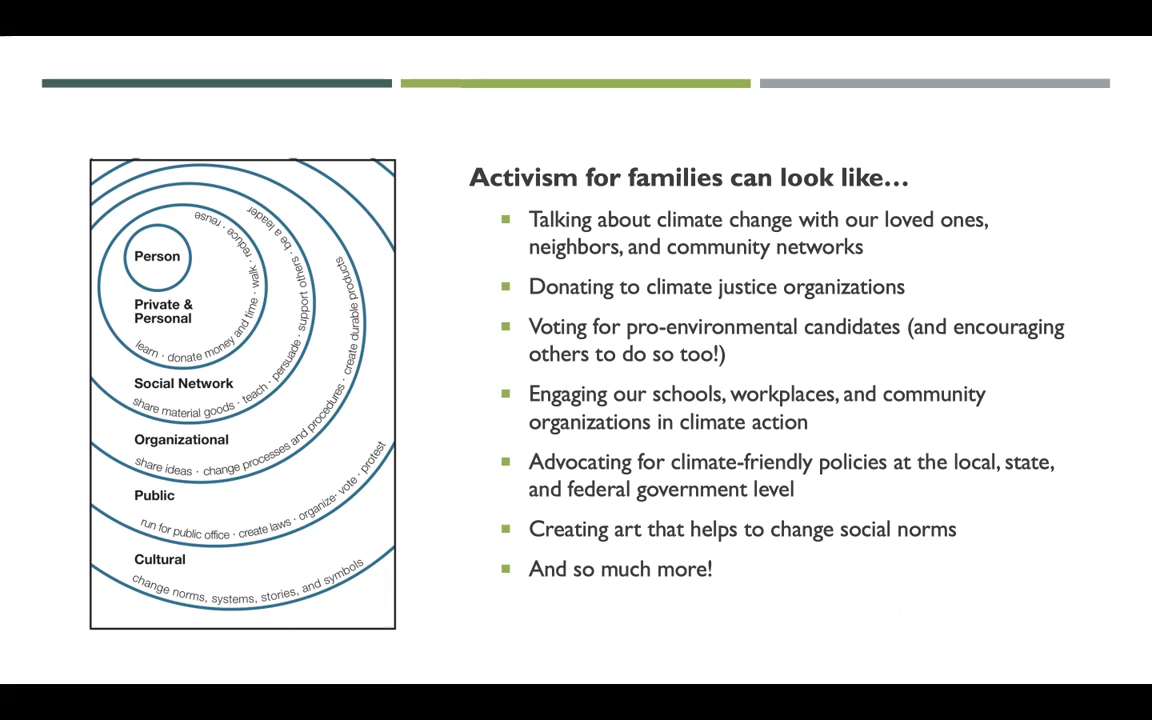 Person
Private &
Personal
learn · donate money and time · walk · reduce · reuse
Social Network
share material goods · teach · persuade · support others · be a leader
Organizational
share ideas · change processes and procedures · create durable products
Public
run for public office · create laws · organize· vote · protest
Cultural
change norms, systems, stories, and symbols
Activism for families can look like…
Talking about climate change with our loved ones,
neighbors, and community networks
Donating to climate justice organizations
Voting for pro-environmental candidates (and encouraging
others to do so too!)
Engaging our schools, workplaces, and community
organizations in climate action
Advocating for climate-friendly policies at the local, state,
and federal government level
Creating art that helps to change social norms
And so much more!